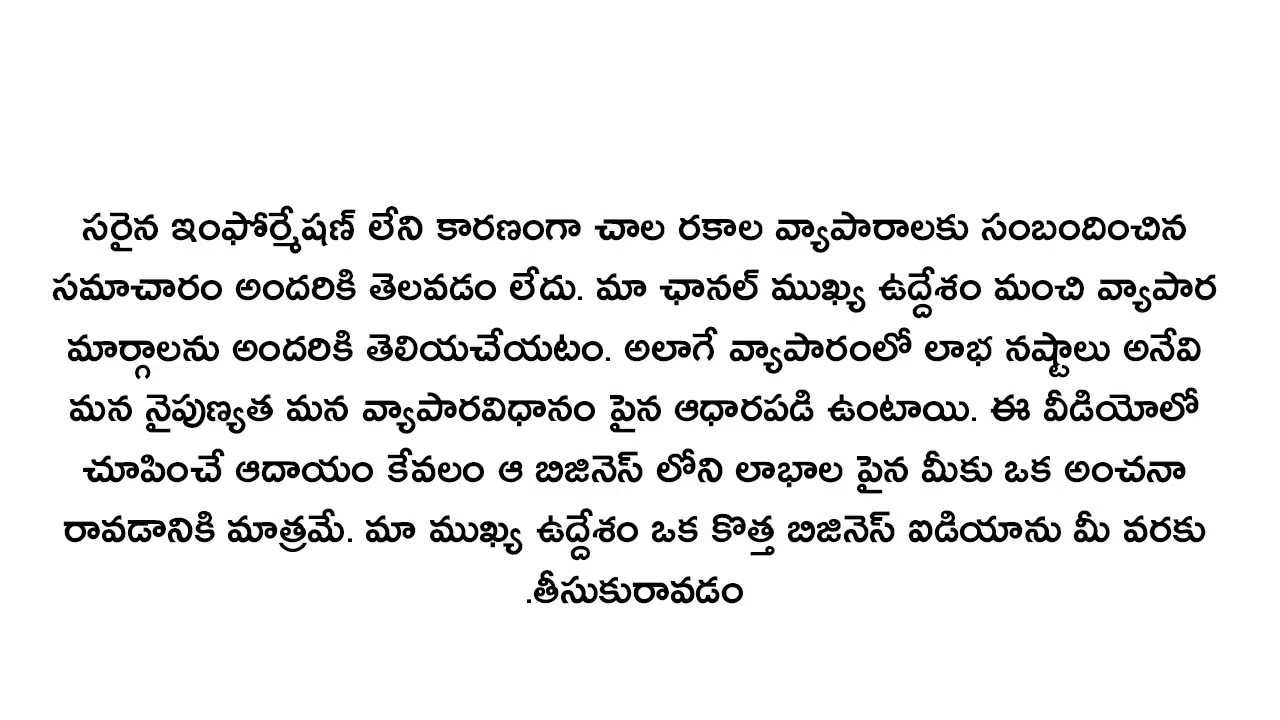 సరైన ఇంఫోర్మేషణ్ లేని కారణంగా చాల రకాల వ్యాపారాలకు సంబందించిన
సమాచారం అందరికి తెలవడం లేదు. మా ఛానల్ ముఖ్య ఉద్దేశం మంచి వ్యాపార
మార్గాలను అందరికి తెలియచేయటం. అలాగే వ్యాపారంలో లాభ నష్టాలు అనేవి
మన నైపుణ్యత మన వ్యాపారవిధానం పైన ఆధారపడి ఉంటాయి. ఈ వీడియోలో
చూపించే ఆదాయం కేవలం ఆ బిజినెస్ లోని లాభాల పైన మీకు ఒక అంచనా
రావడానికి మాత్రమే. మా ముఖ్య ఉద్దేశం ఒక కొత్త బిజినెస్ ఐడియాను మీ వరకు
.తీసుకురావడం